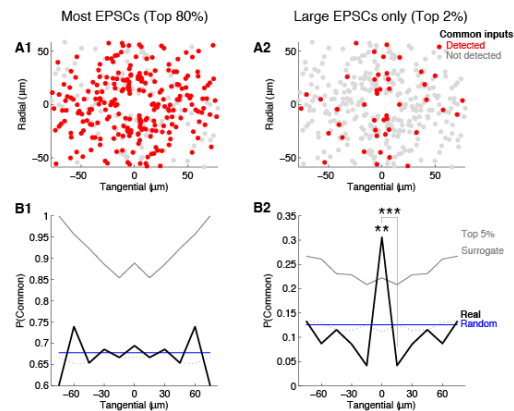 Most EPSCs (Top 80%)
Large EPSCs only (Top 2%)
A1
Radial (µm)
50
0
−50
−50
0
50
Tangential (µm)
A2
Common inputs
Detected
Not detected
Radial (µm)
50
0
−50
−50
0
50
Tangential (µm)
B1
P(Common)
1
0.95
0.9
0.85
0.8
0.75
0.7
0.65
0.6
−60
−30
0
30
60
Tangential (µm)
B2
P(Common)
0.35
0.3
0.25
0.2
0.15
0.1
0.05
0
−60
−30
0
30
60
Tangential (µm)
***
**
Top 5%
Surrogate
Real
Random